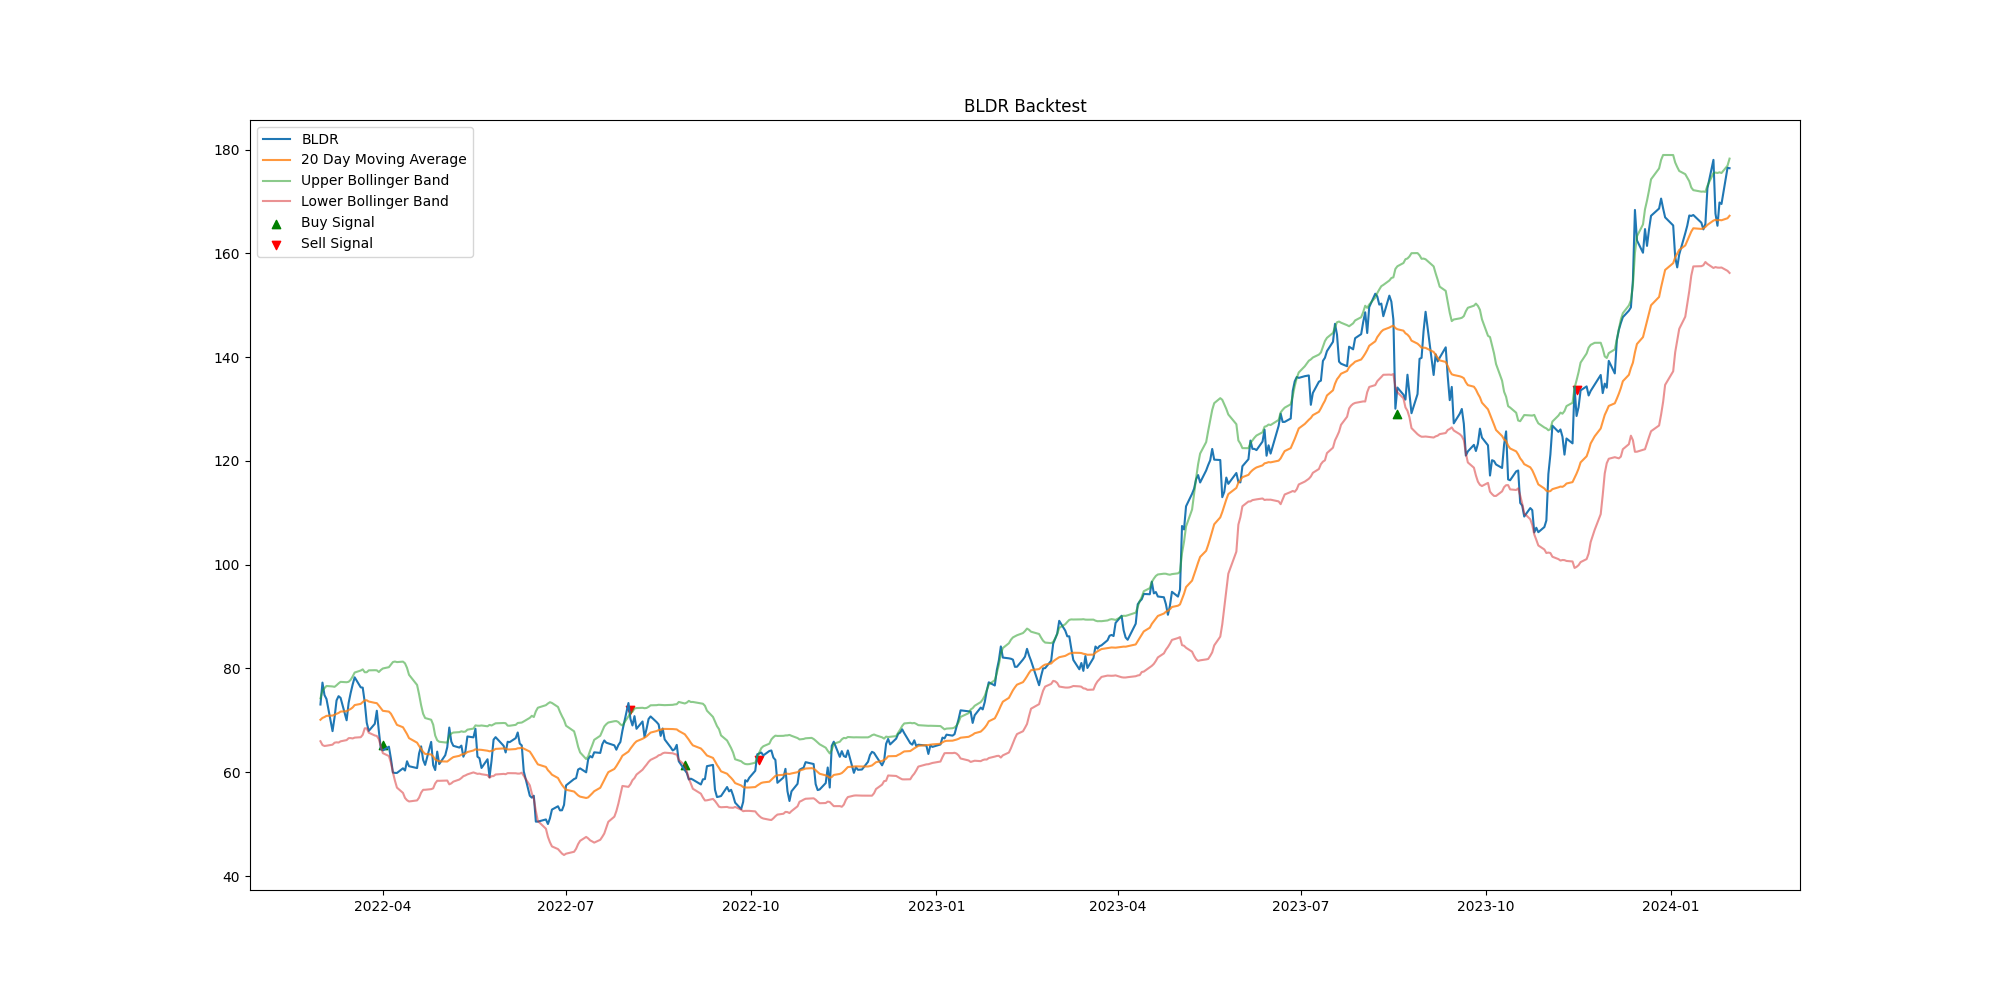 BLDR Backtest
BLDR
20 Day Moving Average
Upper Bollinger Band
Lower Bollinger Band
Buy Signal
Sell Signal
180
160
140
120
100
80
60
40
2022-04
2022-07
2022-10
2023-01
2023-04
2023-07
2023-10
2024-01